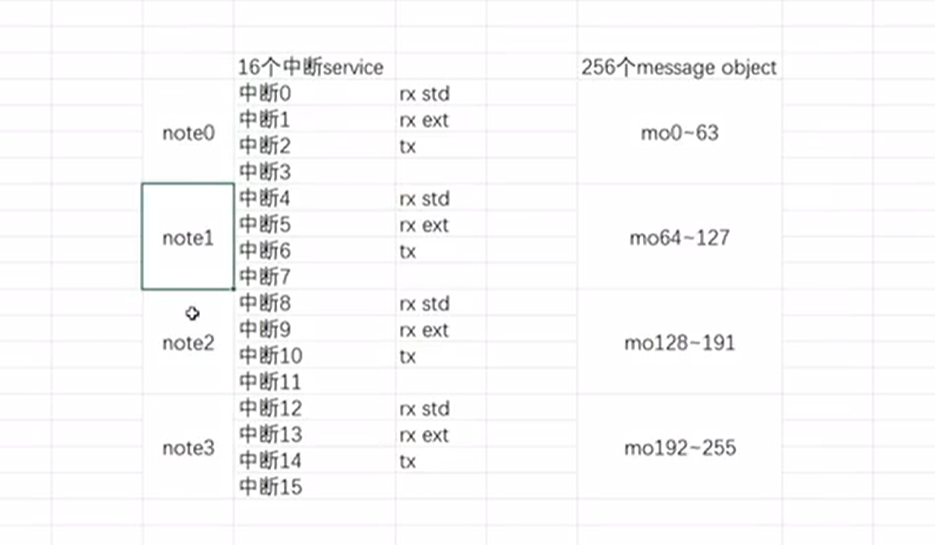 16个中断service 256个message object
note0
中断0 rx std
中断1 rx ext
中断2 tx
中断3
mo0~63
note1
中断4 rx std
中断5 rx ext
中断6 tx
中断7
mo64~127
note2
中断8 rx std
中断9 rx ext
中断10 tx
中断11
mo128~191
note3
中断12 rx std
中断13 rx ext
中断14 tx
中断15
mo192~255